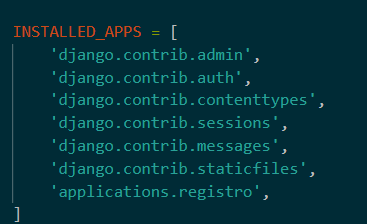 INSTALLED_APPS = [
    'django.contrib.admin',
    'django.contrib.auth',
    'django.contrib.contenttypes',
    'django.contrib.sessions',
    'django.contrib.messages',
    'django.contrib.staticfiles',
    'applications.registro',
]